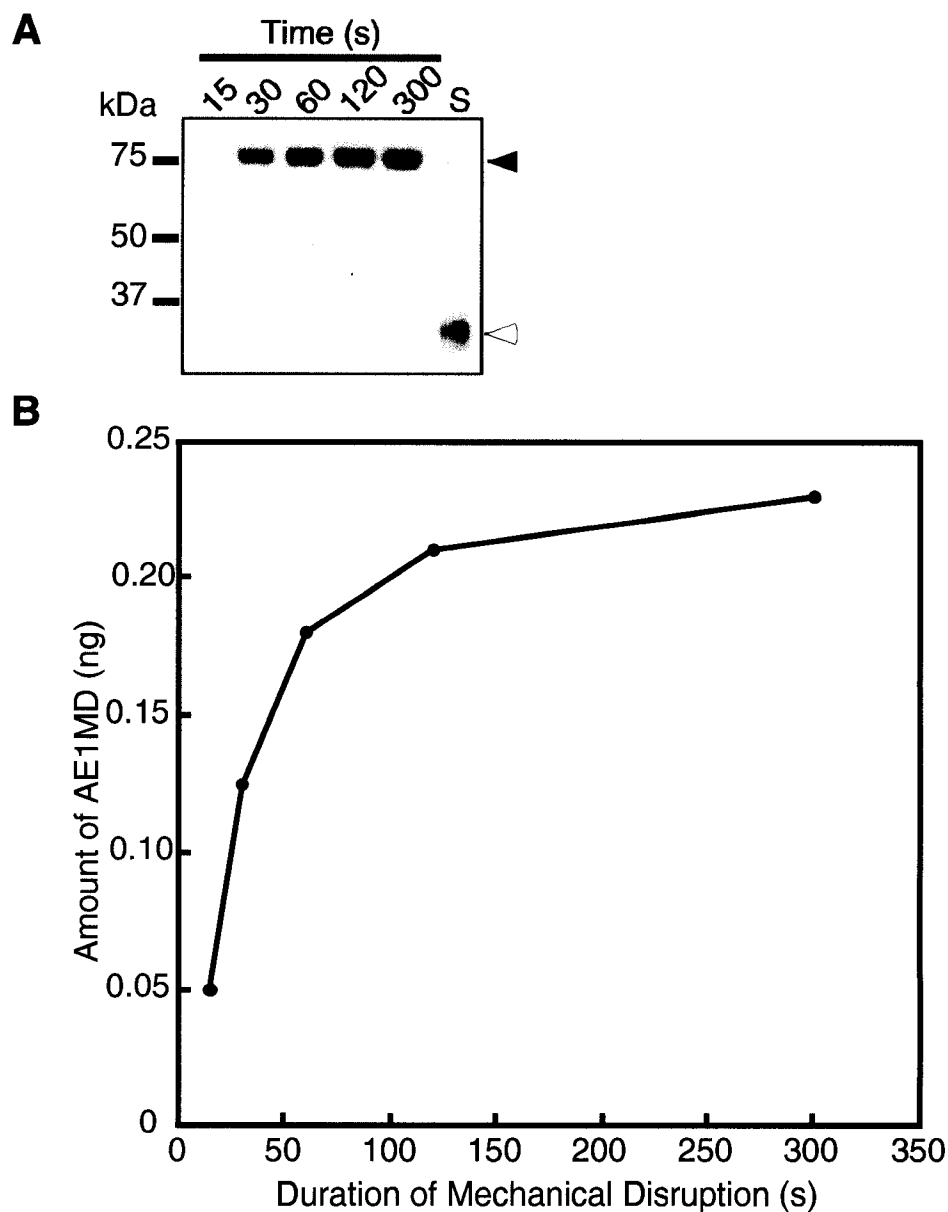 A
Time (s)
kDa 15 30 60 120 300 S
75
50
37
B
0.25
0.20
0.15
0.10
0.05
0
Amount of AE1MD (ng)
0 50 100 150 200 250 300 350
Duration of Mechanical Disruption (s)